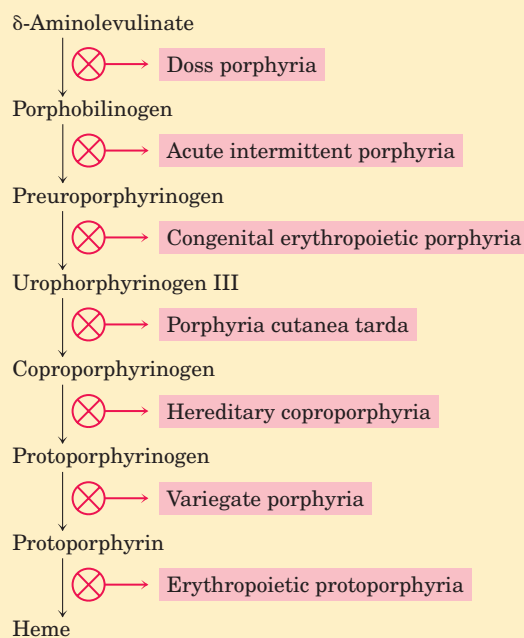 δ-Aminolevulinate
Doss porphyria
Porphobilinogen
Acute intermittent porphyria
Preuroporphyrinogen
Congenital erythropoietic porphyria
Urophorphyrinogen III
Porphyria cutanea tarda
Coproporphyrinogen
Hereditary coproporphyria
Protoporphyrinogen
Variegate porphyria
Protoporphyrin
Erythropoietic protoporphyria
Heme